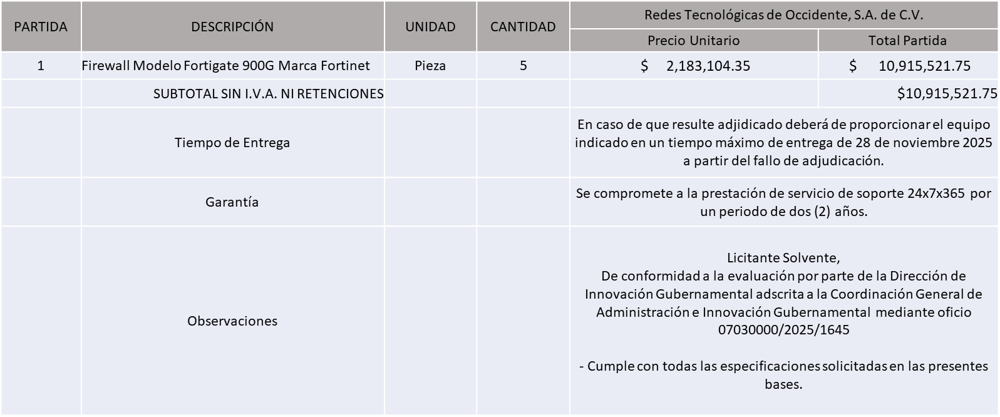 PARTIDA DESCRIPCIÓN UNIDAD CANTIDAD Redes Tecnológicas de Occidente, S.A. de C.V.
Precio Unitario Total Partida
1 Firewall Modelo Fortigate 900G Marca Fortinet Pieza 5 $ 2,183,104.35 $ 10,915,521.75
SUBTOTAL SIN I.V.A. NI RETENCIONES $10,915,521.75
Tiempo de Entrega
En caso de que resulte adjidicado deberá de proporcionar el equipo
indicado en un tiempo máximo de entrega de 28 de noviembre 2025
a partir del fallo de adjudicación.
Garantía
Se compromete a la prestación de servicio de soporte 24x7x365 por
un periodo de dos (2) años.
Observaciones
Licitante Solvente,
De conformidad a la evaluación por parte de la Dirección de
Innovación Gubernamental adscrita a la Coordinación General de
Administración e Innovación Gubernamental mediante oficio
07030000/2025/1645
- Cumple con todas las especificaciones solicitadas en las presentes
bases.